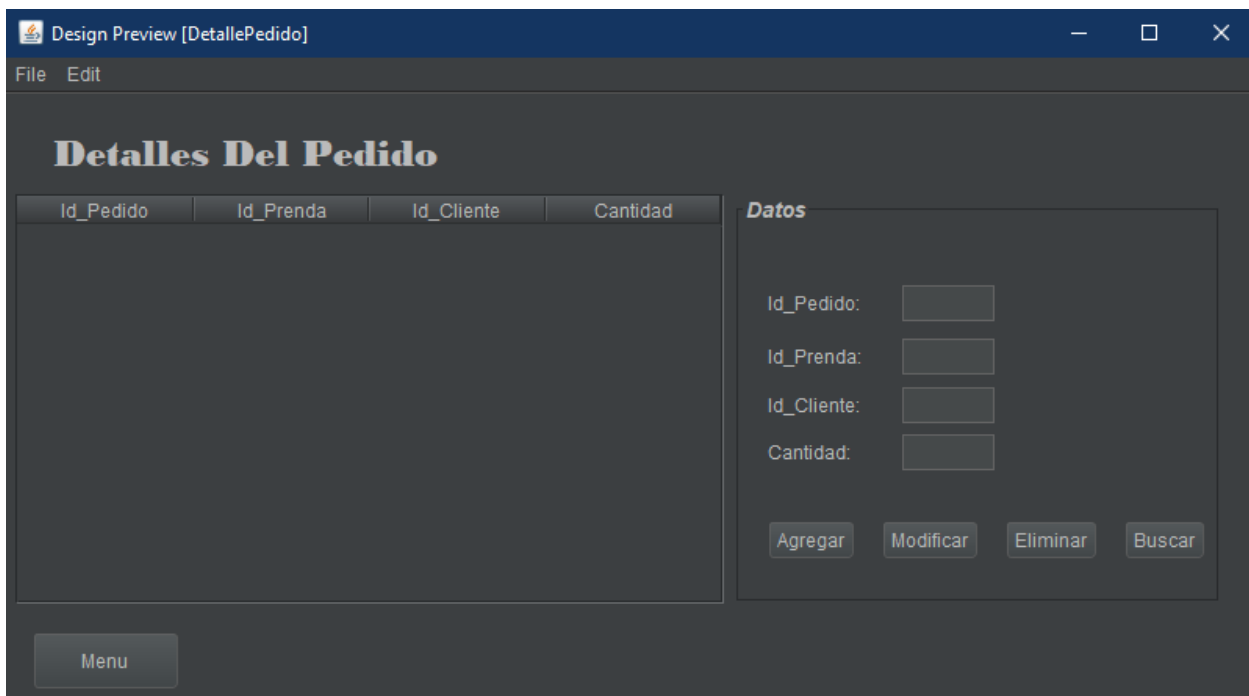 Design Preview [DetallePedido]
File Edit
Detalles Del Pedido
Id_Pedido Id_Prenda Id_Cliente Cantidad
Datos
Id_Pedido:
Id_Prenda:
Id_Cliente:
Cantidad:
Agregar Modificar Eliminar Buscar
Menu